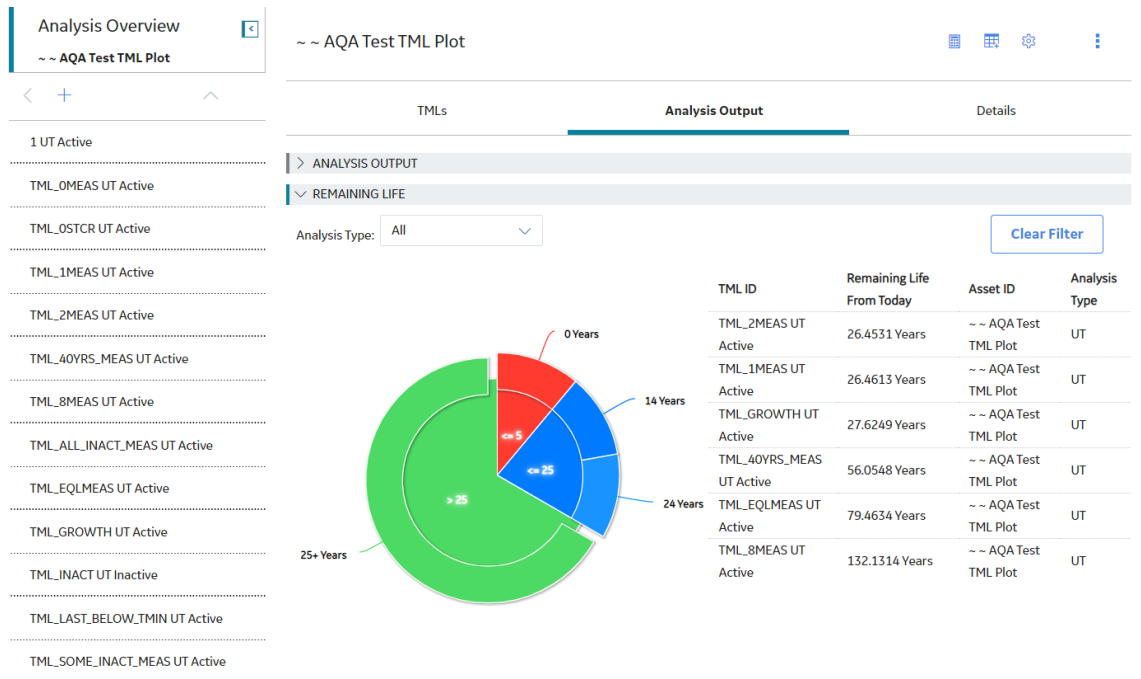 Analysis Overview
~ ~ AQA Test TML Plot
1 UT Active
TML_0MEAS UT Active
TML_0STCR UT Active
TML_1MEAS UT Active
TML_2MEAS UT Active
TML_40YRS_MEAS UT Active
TML_8MEAS UT Active
TML_ALL_INACT_MEAS UT Active
TML_EQLMEAS UT Active
TML_GROWTH UT Active
TML_INACT UT Inactive
TML_LAST_BELOW_TMIN UT Active
TML_SOME_INACT_MEAS UT Active
~ ~ AQA Test TML Plot
TMLs
Analysis Output
Details
ANALYSIS OUTPUT
REMAINING LIFE
Analysis Type:
All
Clear Filter
0 Years
14 Years
24 Years
25+ Years
<= 5
<= 25
> 25
TML ID
Remaining Life
From Today
Asset ID
Analysis
Type
TML_2MEAS UT
Active
26.4531 Years
~ ~ AQA Test
TML Plot
UT
TML_1MEAS UT
Active
26.4613 Years
~ ~ AQA Test
TML Plot
UT
TML_GROWTH UT
Active
27.6249 Years
~ ~ AQA Test
TML Plot
UT
TML_40YRS_MEAS
UT Active
56.0548 Years
~ ~ AQA Test
TML Plot
UT
TML_EQLMEAS UT
Active
79.4634 Years
~ ~ AQA Test
TML Plot
UT
TML_8MEAS UT
Active
132.1314 Years
~ ~ AQA Test
TML Plot
UT